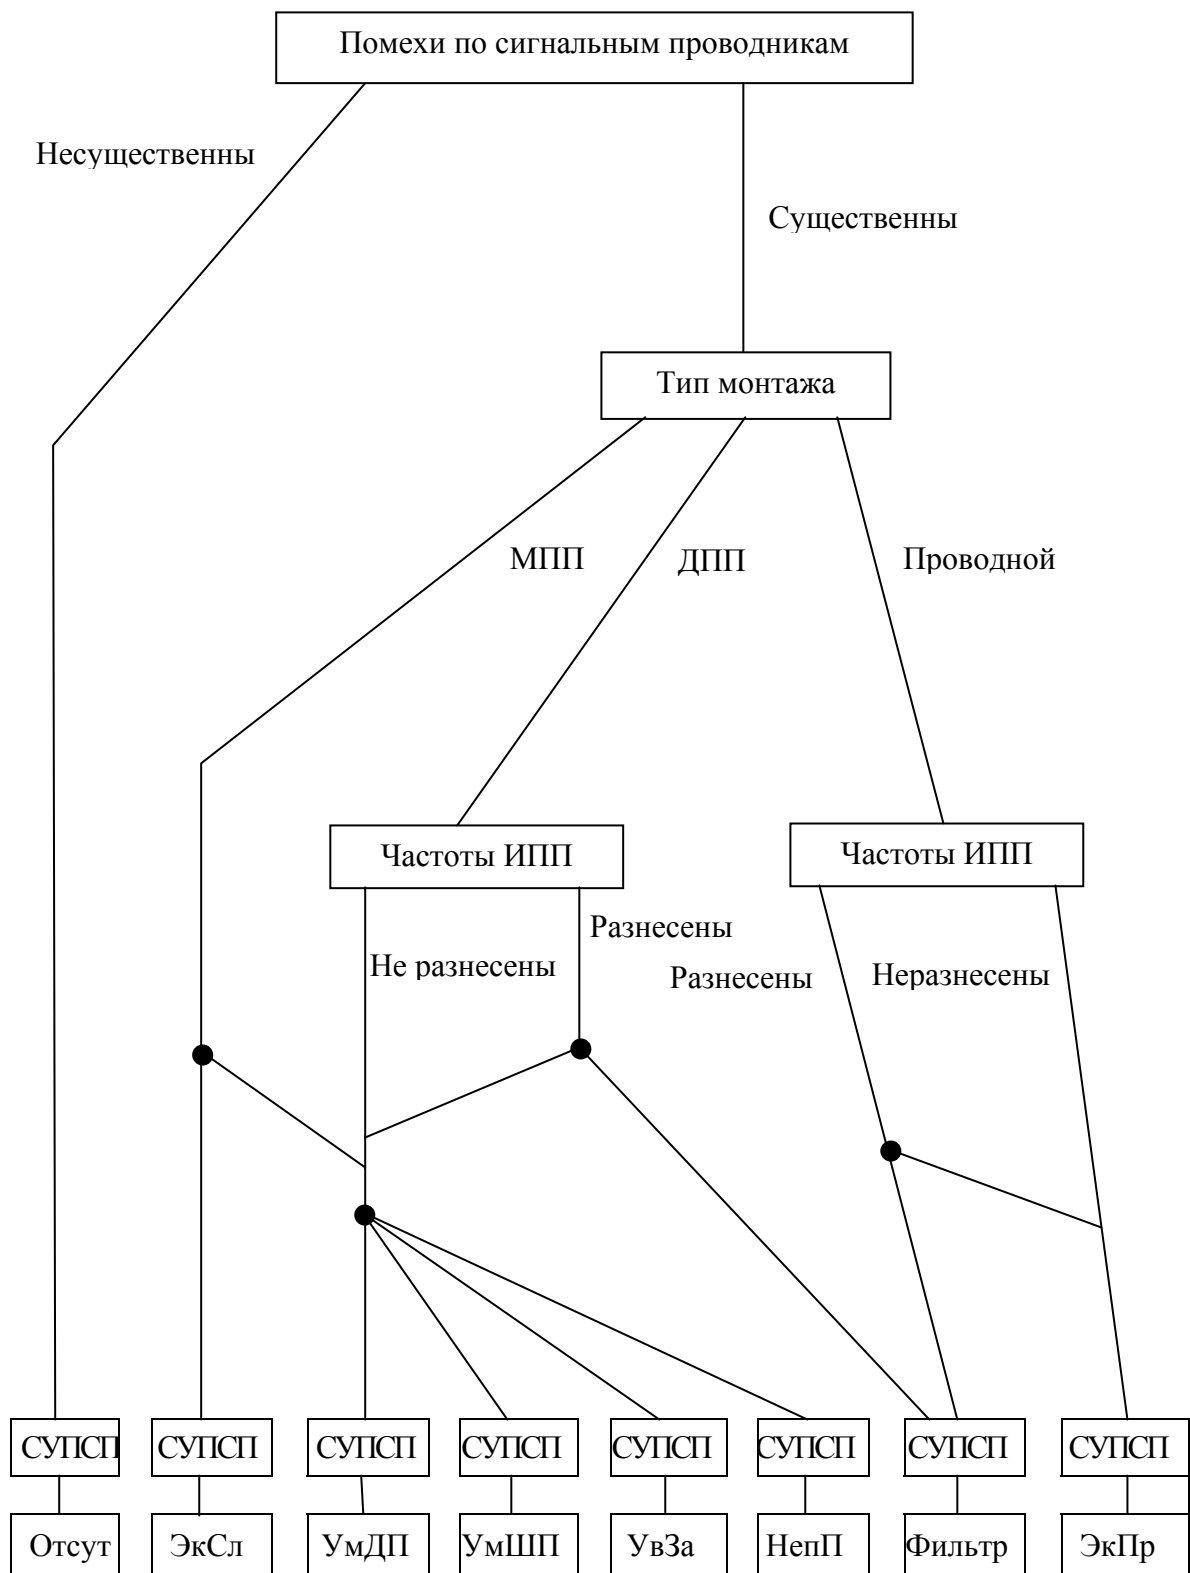 Помехи по сигнальным проводникам
Несущественны
Существенны
Тип монтажа
МПП
ДПП
Проводной
Частоты ИПП
Частоты ИПП
Разнесены
Не разнесены
Разнесены
Неразнесены
СУПСП
СУПСП
СУПСП
СУПСП
СУПСП
СУПСП
СУПСП
СУПСП
Отсут
ЭкСл
УмДП
УмШП
УвЗа
НепП
Фильтр
ЭкПр